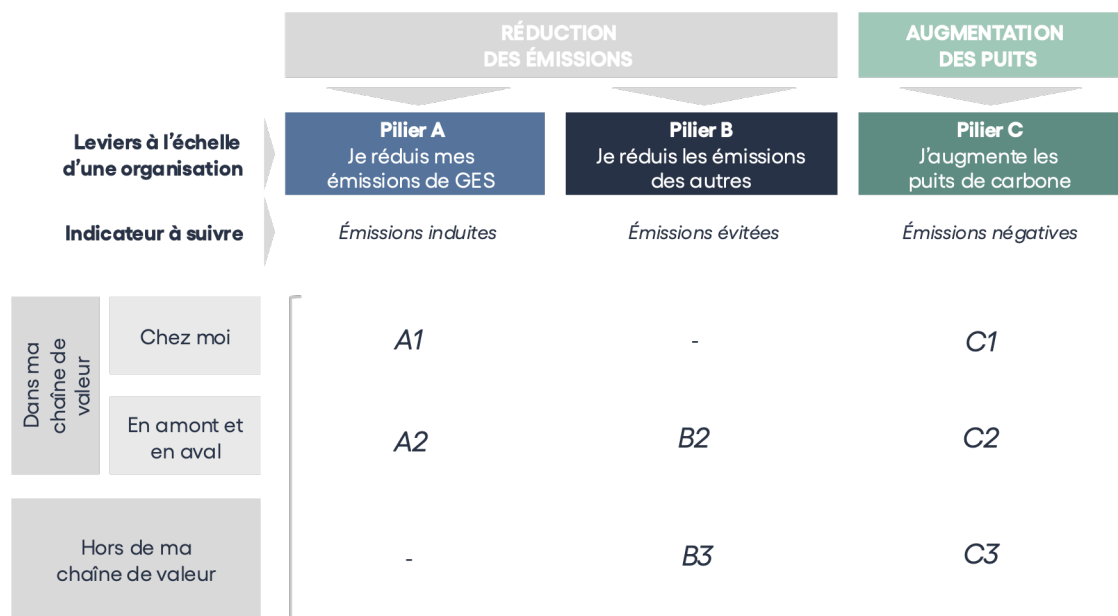 RÉDUCTION
DES ÉMISSIONS
AUGMENTATION
DES PUITS
Leviers à l'échelle
d'une organisation
Pilier A
Je réduis mes
émissions de GES
Pilier B
Je réduis les émissions
des autres
Pilier C
J'augmente les
puits de carbone
Indicateur à suivre
Émissions induites
Émissions évitées
Émissions négatives
Dans ma
chaîne de
valeur
Chez moi
A1
-
C1
En amont et
en aval
A2
B2
C2
Hors de ma
chaîne de valeur
-
B3
C3